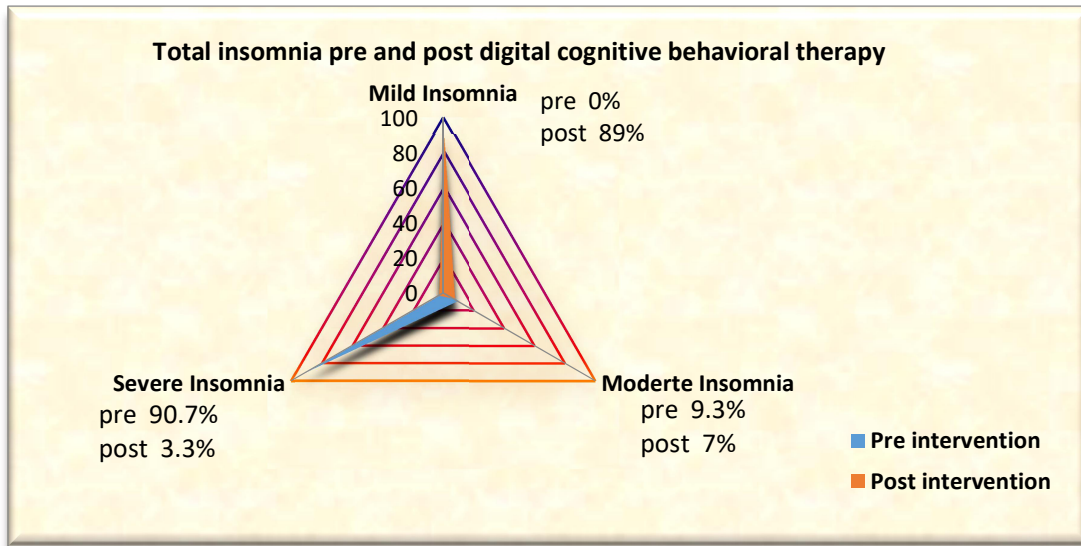 Total insomnia pre and post digital cognitive behavioral therapy
Mild Insomnia
pre 0%
post 89%
100
80
60
40
20
0
Severe Insomnia
pre 90.7%
post 3.3%
Moderte Insomnia
pre 9.3%
post 7%
Pre intervention
Post intervention